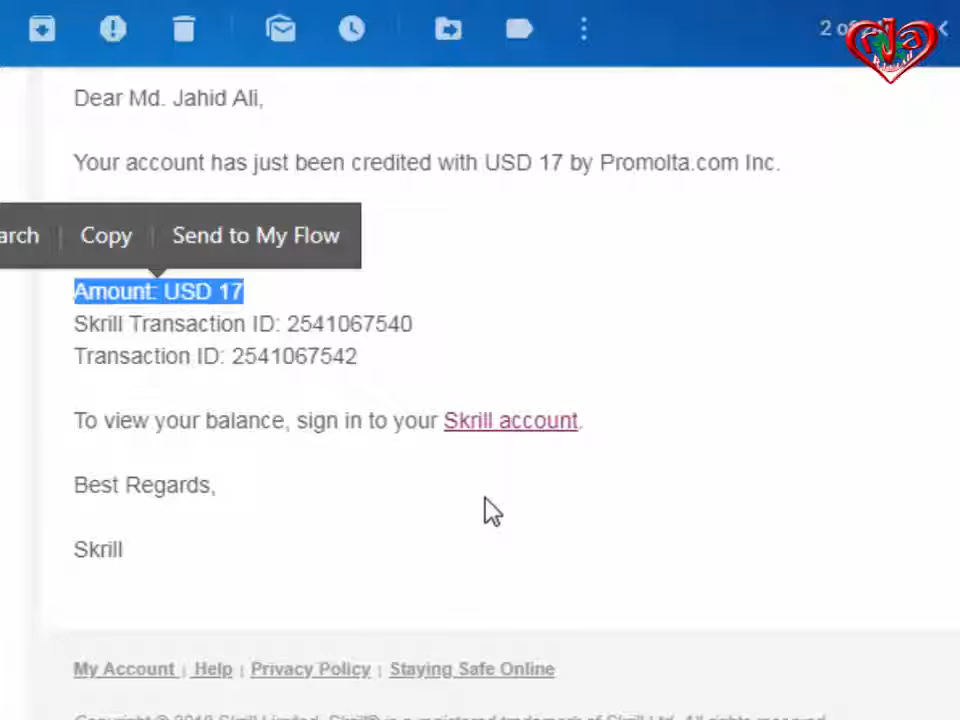 2 of
Dear Md. Jahid Ali,
Your account has just been credited with USD 17 by Promolta.com Inc.
arch | Copy | Send to My Flow
Amount: USD 17
Skrill Transaction ID: 2541067540
Transaction ID: 2541067542
To view your balance, sign in to your Skrill account.
Best Regards,
Skrill
My Account | Help | Privacy Policy | Staying Safe Online